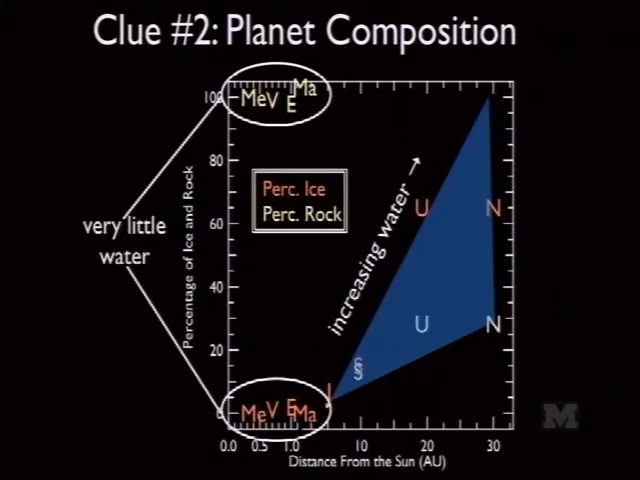 Clue #2: Planet Composition
100
MeV E Ma
80
Perc. Ice
Perc. Rock
U N
60
very little
water
Percentage of Ice and Rock
increasing water →
40
U N
20
S
J
0
MeV E Ma
0.0 0.5 1.0 10 20 30
Distance From the Sun (AU)
M